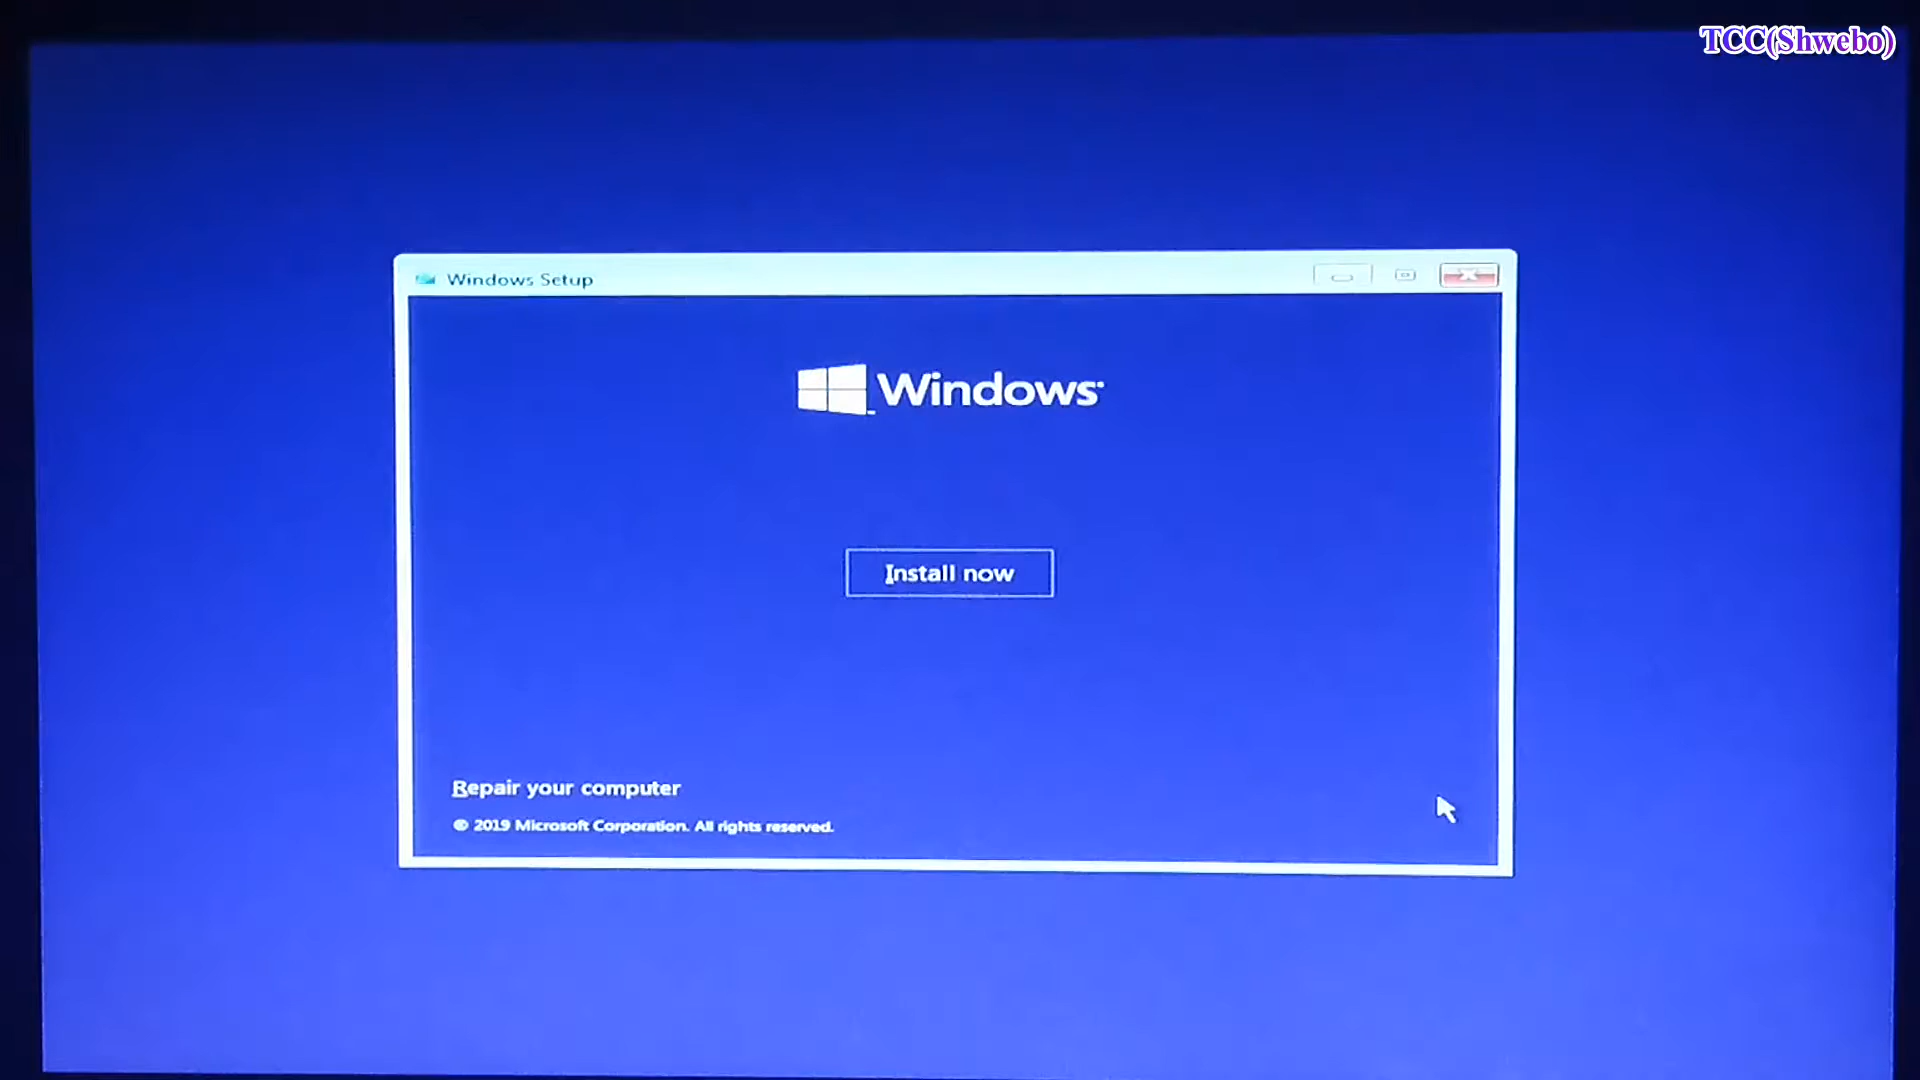 TCC(Shwebo)
Windows Setup
Windows
Install now
Repair your computer
© 2019 Microsoft Corporation. All rights reserved.